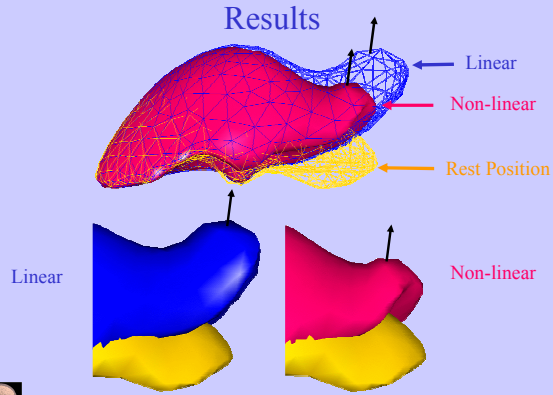 Results
Linear
Non-linear
Rest Position
Linear
Non-linear